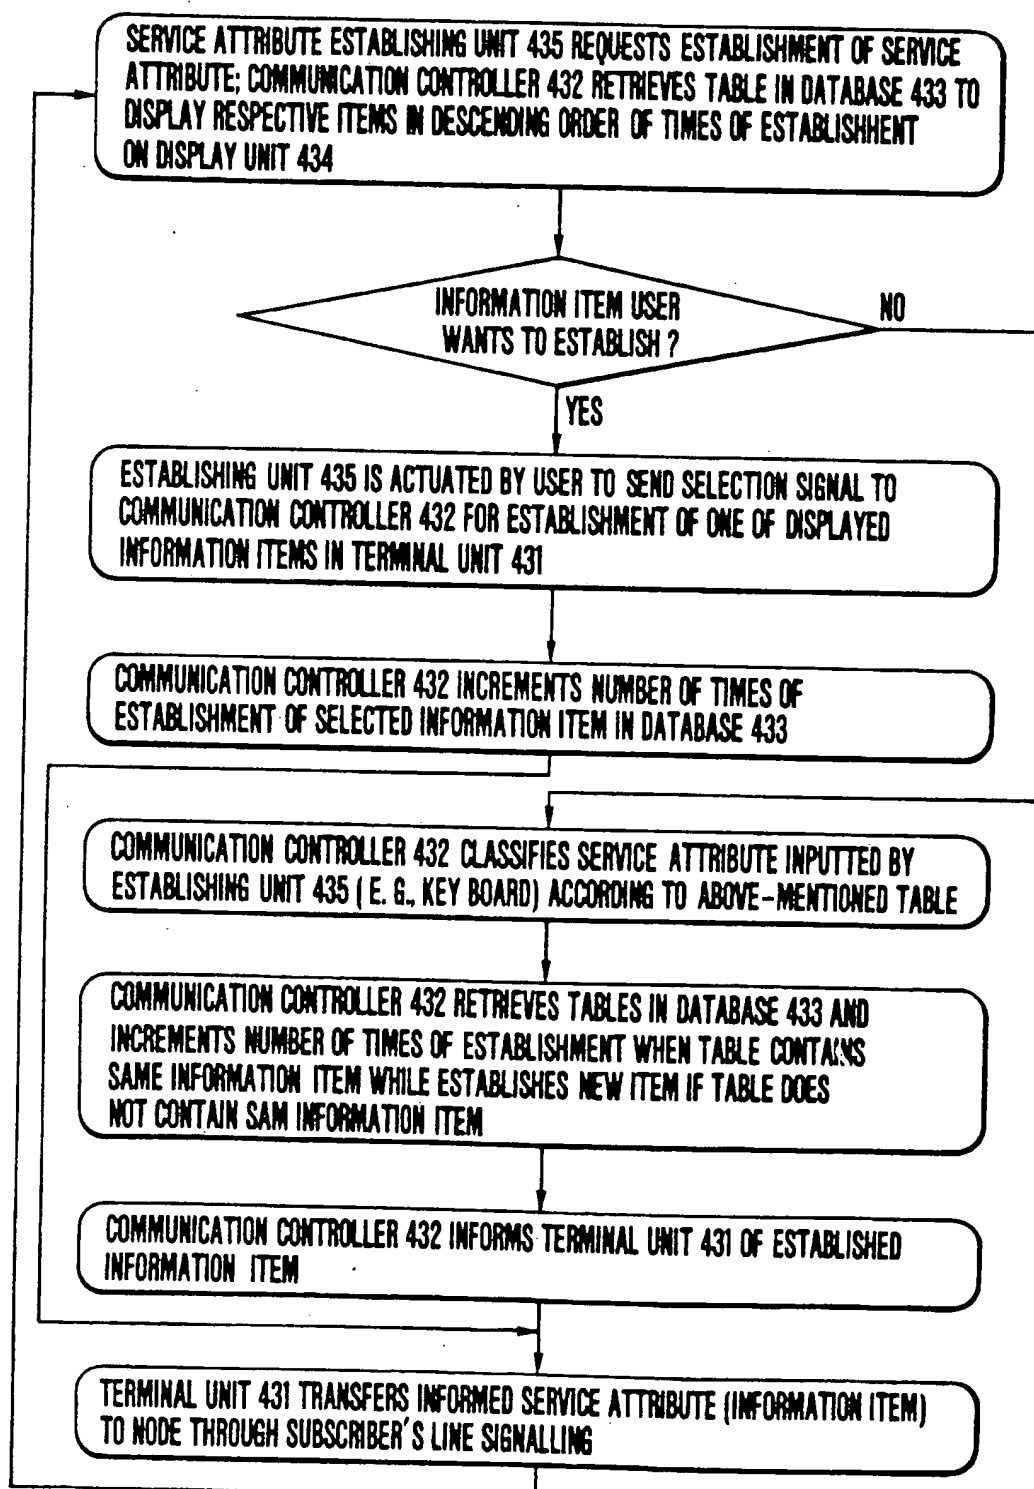 SERVICE ATTRIBUTE ESTABLISHING UNIT 435 REQUESTS ESTABLISHMENT OF SERVICE
ATTRIBUTE; COMMUNICATION CONTROLLER 432 RETRIEVES TABLE IN DATABASE 433 TO
DISPLAY RESPECTIVE ITEMS IN DESCENDING ORDER OF TIMES OF ESTABLISHHENT
ON DISPLAY UNIT 434
INFORMATION ITEM USER
WANTS TO ESTABLISH ?
NO
YES
ESTABLISHING UNIT 435 IS ACTUATED BY USER TO SEND SELECTION SIGNAL TO
COMMUNICATION CONTROLLER 432 FOR ESTABLISHMENT OF ONE OF DISPLAYED
INFORMATION ITEMS IN TERMINAL UNIT 431
COMMUNICATION CONTROLLER 432 INCREMENTS NUMBER OF TIMES OF
ESTABLISHMENT OF SELECTED INFORMATION ITEM IN DATABASE 433
COMMUNICATION CONTROLLER 432 CLASSIFIES SERVICE ATTRIBUTE INPUTTED BY
ESTABLISHING UNIT 435 ( E. G., KEY BOARD) ACCORDING TO ABOVE-MENTIONED TABLE
COMMUNICATION CONTROLLER 432 RETRIEVES TABLES IN DATABASE 433 AND
INCREMENTS NUMBER OF TIMES OF ESTABLISHMENT WHEN TABLE CONTAINS
SAME INFORMATION ITEM WHILE ESTABLISHES NEW ITEM IF TABLE DOES
NOT CONTAIN SAM INFORMATION ITEM
COMMUNICATION CONTROLLER 432 INFORMS TERMINAL UNIT 431 OF ESTABLISHED
INFORMATION ITEM
TERMINAL UNIT 431 TRANSFERS INFORMED SERVICE ATTRIBUTE (INFORMATION ITEM)
TO NODE THROUGH SUBSCRIBER'S LINE SIGNALLING